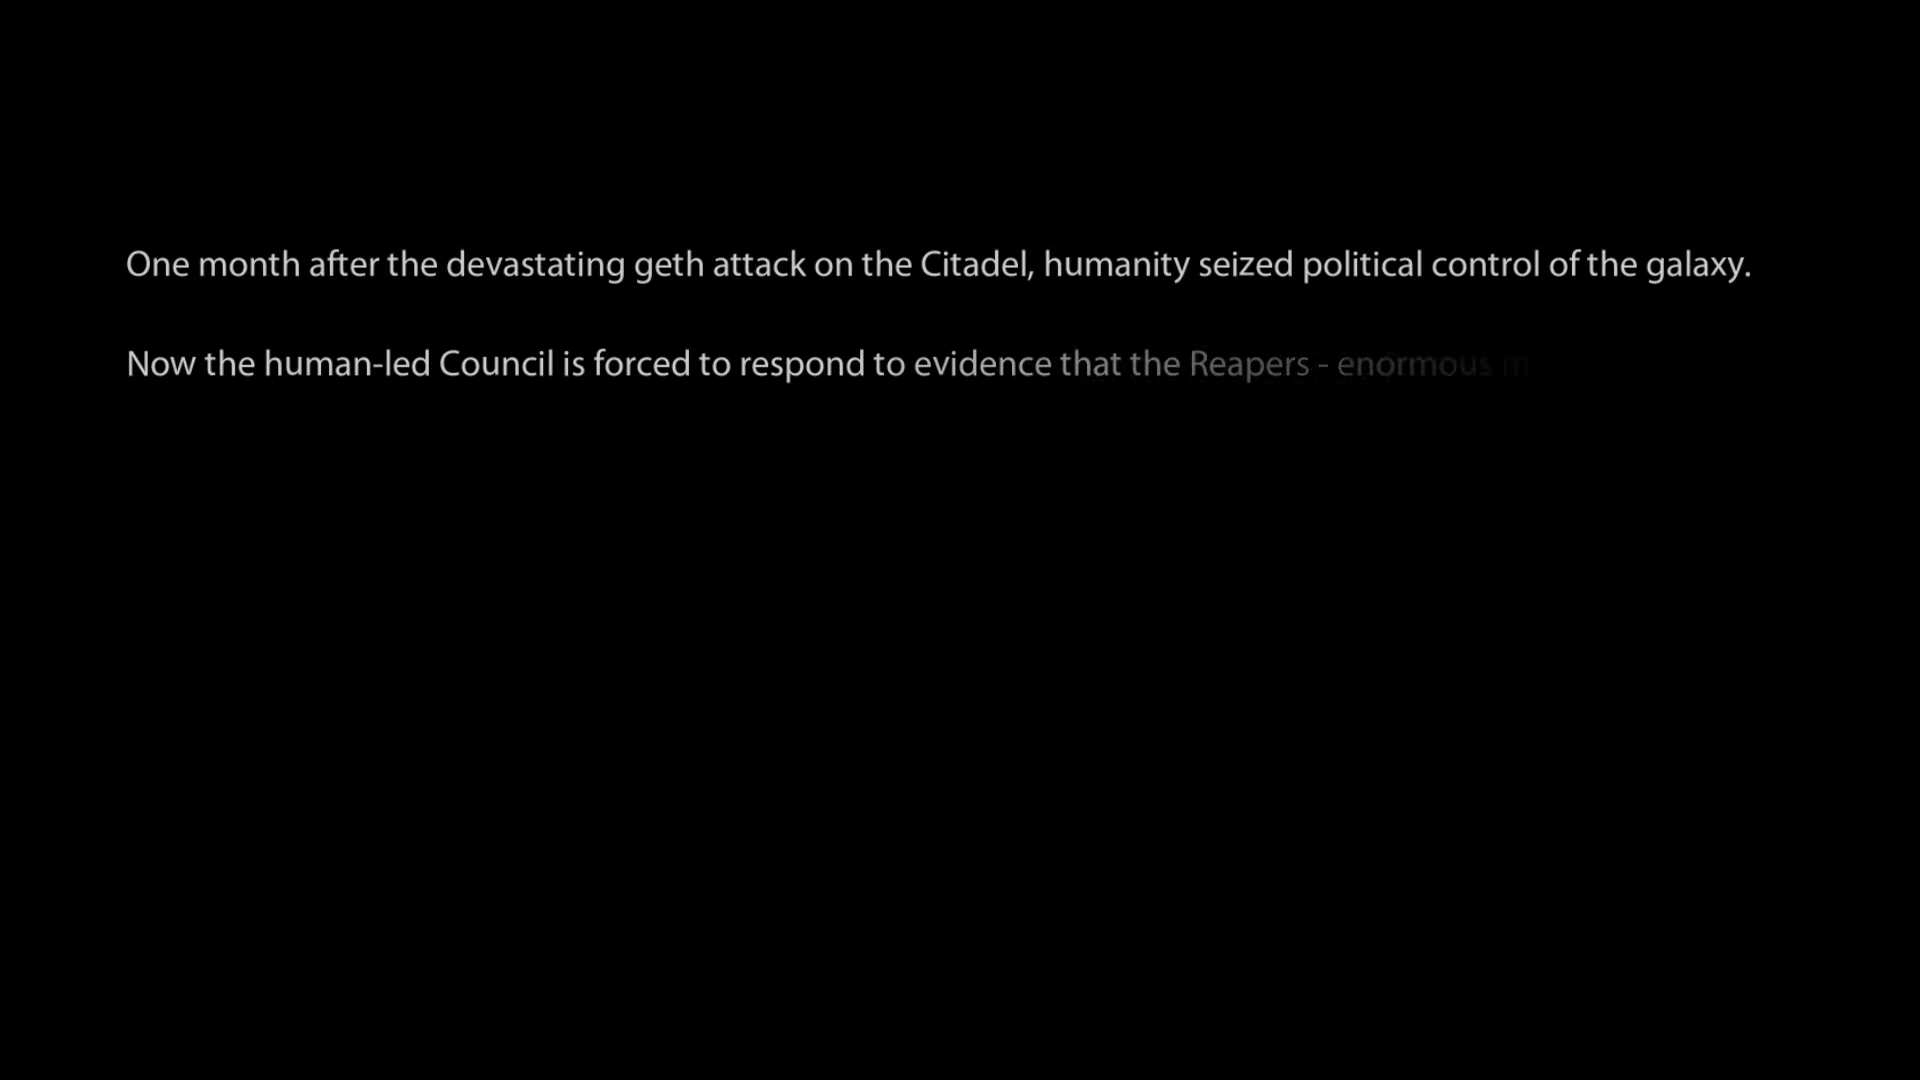 One month after the devastating geth attack on the Citadel, humanity seized political control of the galaxy.
Now the human-led Council is forced to respond to evidence that the Reapers - enormous